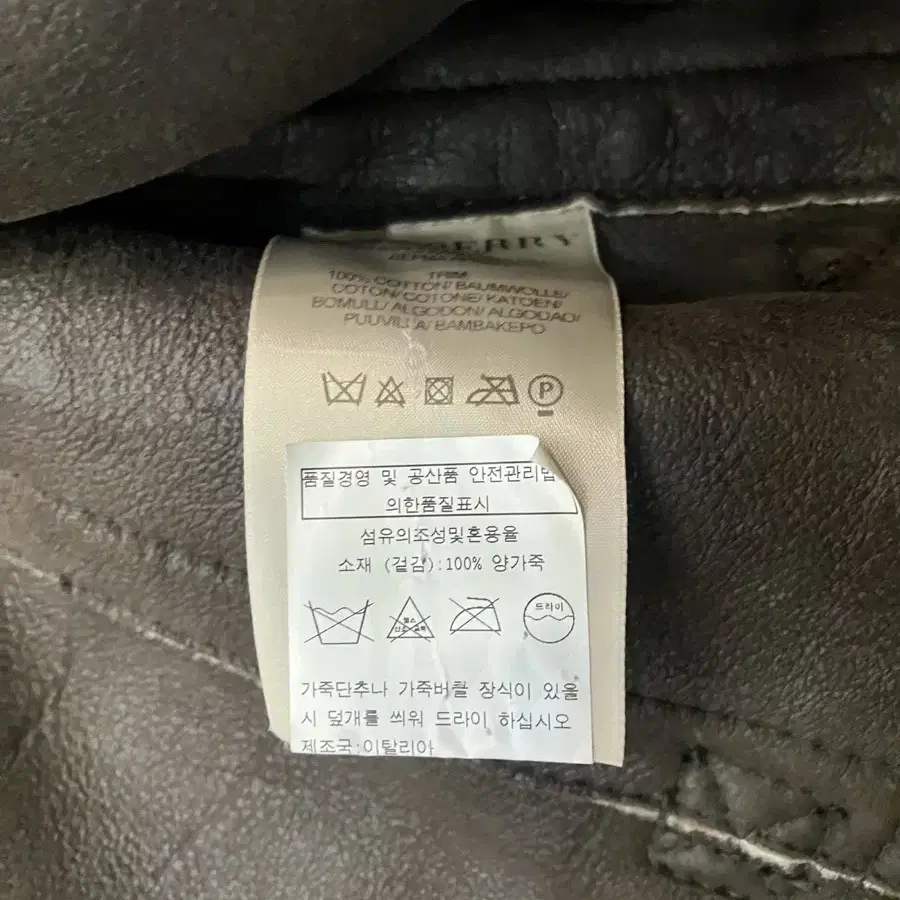 BERRY
TRIM
100% COTTON/BAUMWOLLE/
COTON/COTONE/KATOEN/
BOMULL/ALGODON/ALGODAO/
PUUVILLA/ΒΑΜΒΑΚΕΡΟ
P
품질경영 및 공산품 안전관리법
의한품질표시
섬유의조성및혼용율
소재 (겉감):100% 양가죽
드라이
가죽단추나 가죽버클 장식이 있을
시 덮개를 씌워 드라이 하십시오
제조국:이탈리아